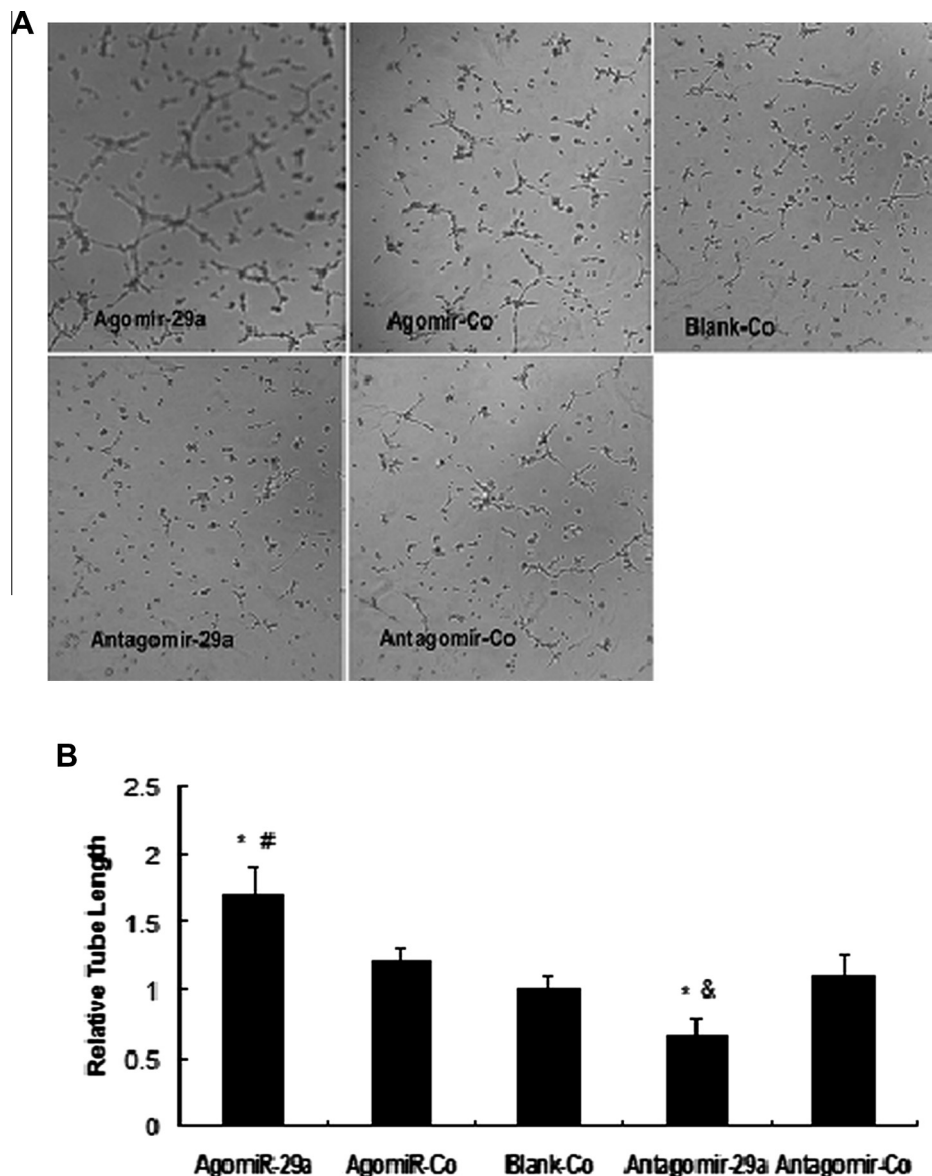 A
Agomir-29a
Agomir-Co
Blank-Co
Antagomir-29a
Antagomir-Co
B
2.5
* #
2
1.5
* &
1
0.5
0
Relative Tube Length
AgomiR-29a AgomiR-Co Blank-Co Antagomir-29a Antagomir-Co